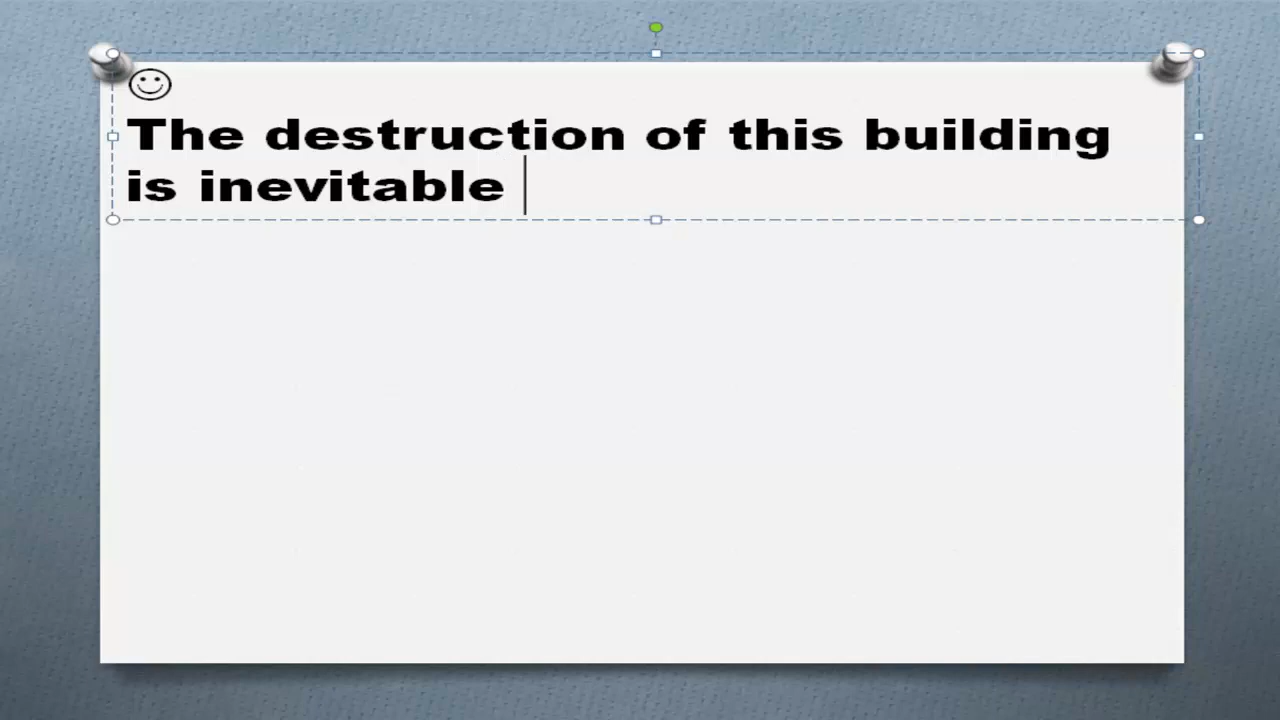 ☺
The destruction of this building
is inevitable